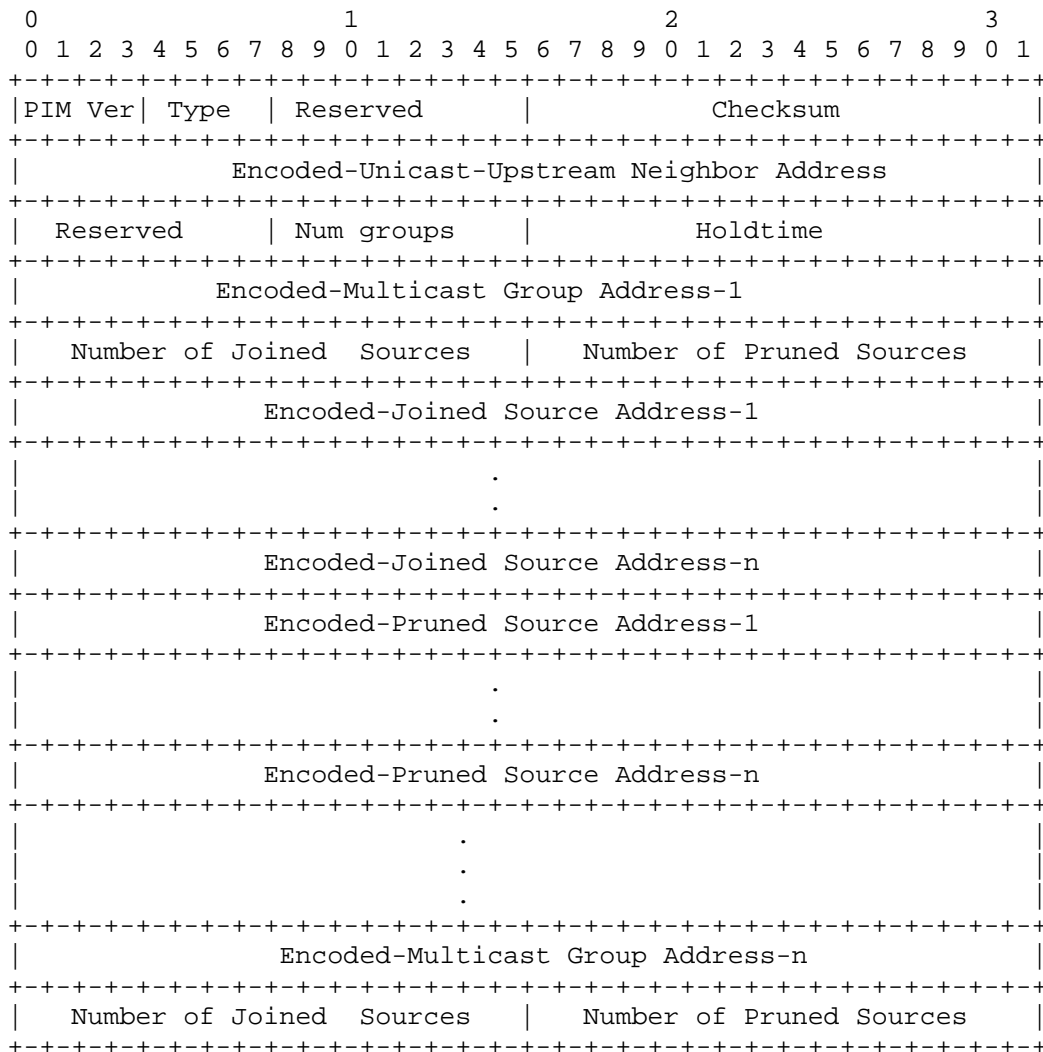 0                   1                   2                   3
0 1 2 3 4 5 6 7 8 9 0 1 2 3 4 5 6 7 8 9 0 1 2 3 4 5 6 7 8 9 0 1
+-+-+-+-+-+-+-+-+-+-+-+-+-+-+-+-+-+-+-+-+-+-+-+-+-+-+-+-+-+-+-+-+
|PIM Ver| Type  | Reserved      |           Checksum            |
+-+-+-+-+-+-+-+-+-+-+-+-+-+-+-+-+-+-+-+-+-+-+-+-+-+-+-+-+-+-+-+-+
|             Encoded-Unicast-Upstream Neighbor Address         |
+-+-+-+-+-+-+-+-+-+-+-+-+-+-+-+-+-+-+-+-+-+-+-+-+-+-+-+-+-+-+-+-+
|  Reserved     | Num groups    |          Holdtime             |
+-+-+-+-+-+-+-+-+-+-+-+-+-+-+-+-+-+-+-+-+-+-+-+-+-+-+-+-+-+-+-+-+
|            Encoded-Multicast Group Address-1                  |
+-+-+-+-+-+-+-+-+-+-+-+-+-+-+-+-+-+-+-+-+-+-+-+-+-+-+-+-+-+-+-+-+
|   Number of Joined  Sources   |   Number of Pruned Sources    |
+-+-+-+-+-+-+-+-+-+-+-+-+-+-+-+-+-+-+-+-+-+-+-+-+-+-+-+-+-+-+-+-+
|               Encoded-Joined Source Address-1                 |
+-+-+-+-+-+-+-+-+-+-+-+-+-+-+-+-+-+-+-+-+-+-+-+-+-+-+-+-+-+-+-+-+
|                             .                                 |
|                             .                                 |
+-+-+-+-+-+-+-+-+-+-+-+-+-+-+-+-+-+-+-+-+-+-+-+-+-+-+-+-+-+-+-+-+
|               Encoded-Joined Source Address-n                 |
+-+-+-+-+-+-+-+-+-+-+-+-+-+-+-+-+-+-+-+-+-+-+-+-+-+-+-+-+-+-+-+-+
|               Encoded-Pruned Source Address-1                 |
+-+-+-+-+-+-+-+-+-+-+-+-+-+-+-+-+-+-+-+-+-+-+-+-+-+-+-+-+-+-+-+-+
|                             .                                 |
|                             .                                 |
+-+-+-+-+-+-+-+-+-+-+-+-+-+-+-+-+-+-+-+-+-+-+-+-+-+-+-+-+-+-+-+-+
|               Encoded-Pruned Source Address-n                 |
+-+-+-+-+-+-+-+-+-+-+-+-+-+-+-+-+-+-+-+-+-+-+-+-+-+-+-+-+-+-+-+-+
|                           .                                   |
|                           .                                   |
|                           .                                   |
+-+-+-+-+-+-+-+-+-+-+-+-+-+-+-+-+-+-+-+-+-+-+-+-+-+-+-+-+-+-+-+-+
|                Encoded-Multicast Group Address-n              |
+-+-+-+-+-+-+-+-+-+-+-+-+-+-+-+-+-+-+-+-+-+-+-+-+-+-+-+-+-+-+-+-+
|   Number of Joined  Sources   |   Number of Pruned Sources    |
+-+-+-+-+-+-+-+-+-+-+-+-+-+-+-+-+-+-+-+-+-+-+-+-+-+-+-+-+-+-+-+-+